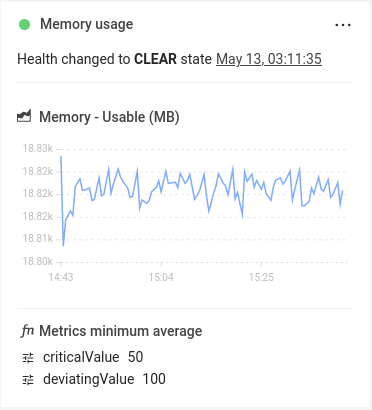 Memory usage
Health changed to CLEAR state May 13, 03:11:35
Memory - Usable (MB)
18.83k
18.82k
18.82k
18.82k
18.81k
18.80k
14:43 15:04 15:25
fn Metrics minimum average
criticalValue 50
deviatingValue 100